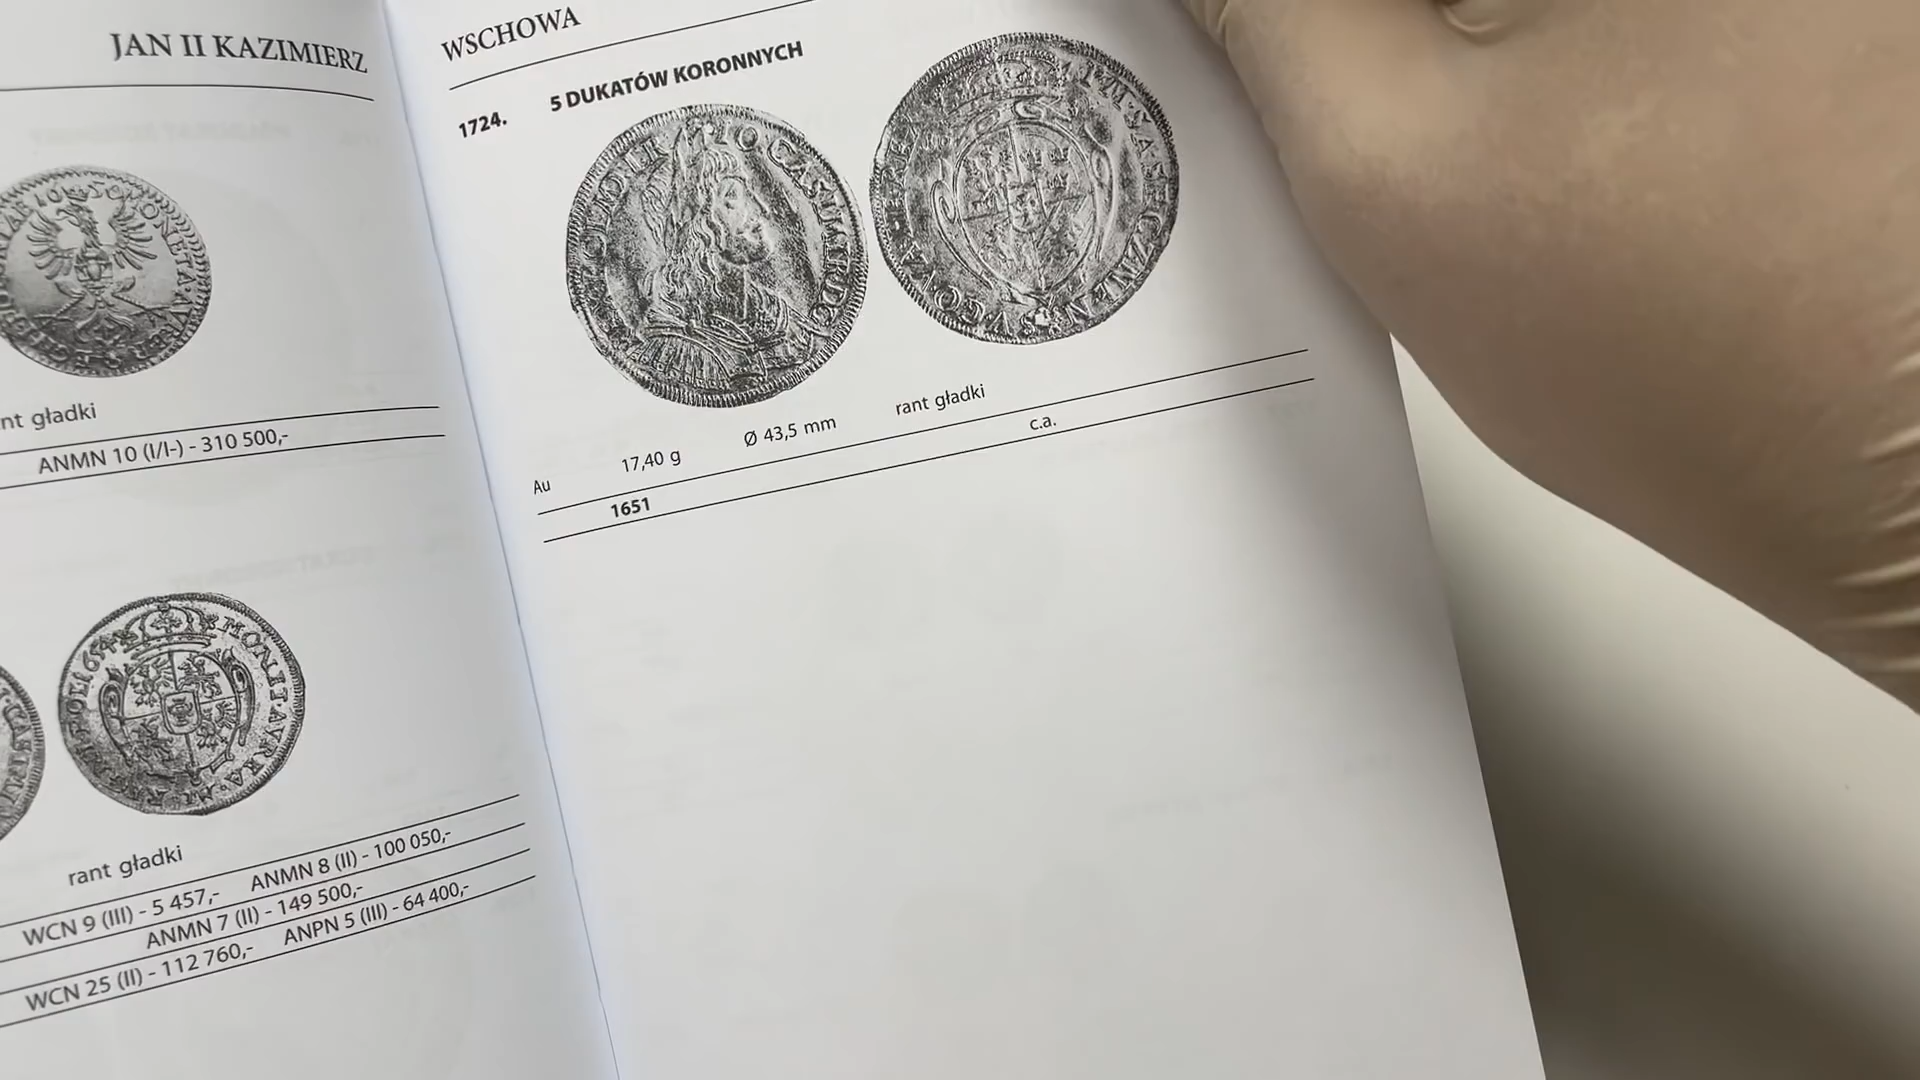 JAN II KAZIMIERZ
nt gładki
ANMN 10 (I/I-) - 310 500,-
rant gładki
WCN 9 (III) - 5 457,- ANMN 8 (II) - 100 050,-
ANMN 7 (II) - 149 500,-
WCN 25 (II) - 112 760,- ANPN 5 (III) - 64 400,-
WSCHOWA
1724. 5 DUKATÓW KORONNYCH
Au 17,40 g Ø 43,5 mm rant gładki
1651 c.a.